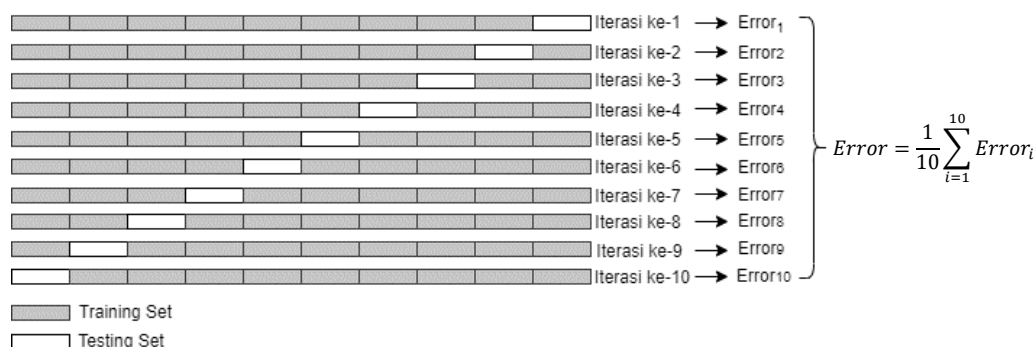 Iterasi ke-1 → Error₁
Iterasi ke-2 → Error₂
Iterasi ke-3 → Error₃
Iterasi ke-4 → Error₄
Iterasi ke-5 → Error₅
Iterasi ke-6 → Error₆
Iterasi ke-7 → Error₇
Iterasi ke-8 → Error₈
Iterasi ke-9 → Error₉
Iterasi ke-10 → Error₁₀
Error = 1/10 ∑_{i=1}^{10} Error_i
Training Set
Testing Set